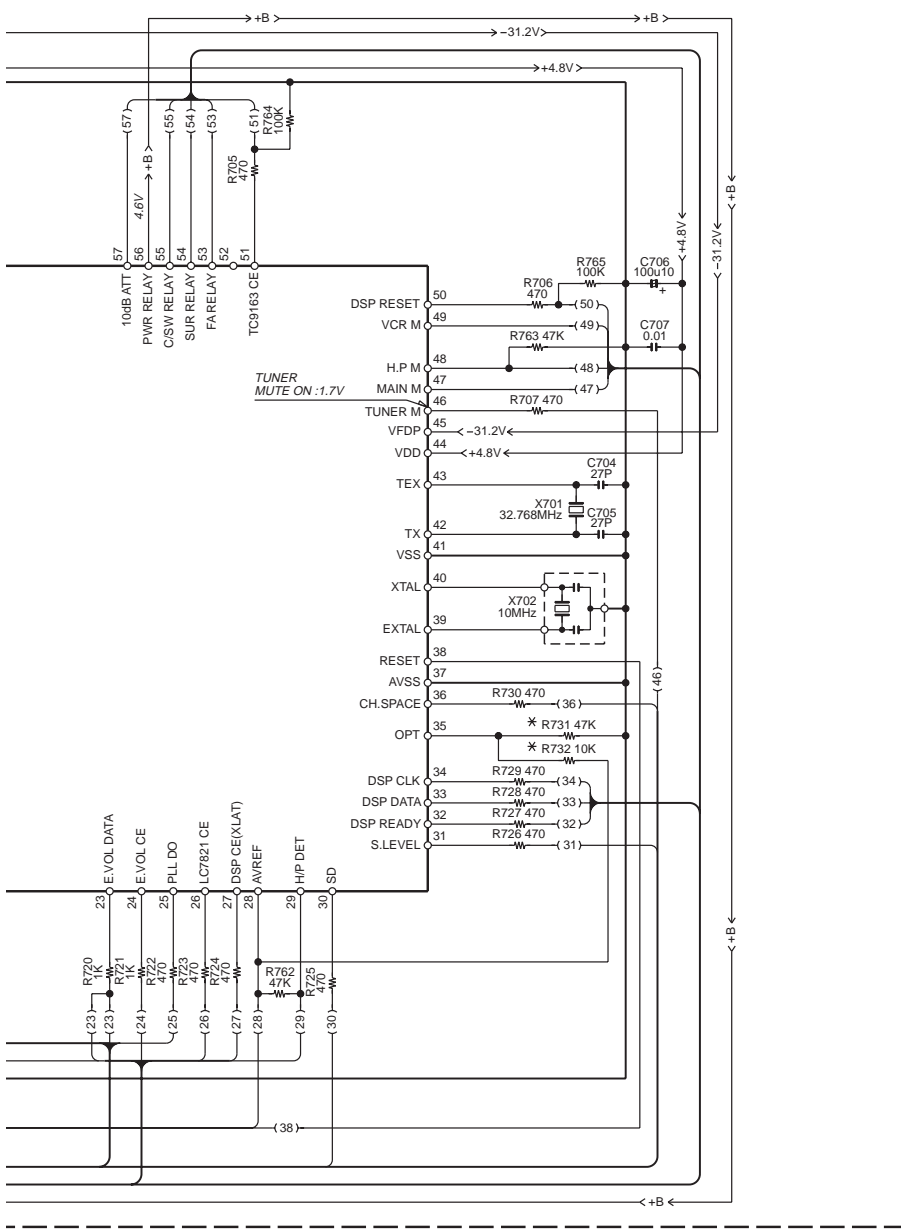 +B
+B
−31.2V
+4.8V
(57)
(55)
(54)
(53)
(51)
R764
100K
R705
470
+B
4.6V
+B
+4.8V
−31.2V
57
56
55
54
53
52
51
10dB ATT
PWR RELAY
C/SW RELAY
SUR RELAY
FA RELAY
TC9163 CE
R765
100K
C706
100u10
+
R706
470
DSP RESET
50
(50)
VCR M
49
(49)
C707
0.01
R763 47K
H.P M
48
(48)
MAIN M
47
(47)
TUNER
MUTE ON :1.7V
TUNER M
46
R707 470
VFDP
45
−31.2V
VDD
44
+4.8V
TEX
43
C704
27P
X701
32.768MHz
C705
27P
TX
42
VSS
41
XTAL
40
X702
10MHz
EXTAL
39
RESET
38
AVSS
37
(46)
CH.SPACE
36
R730 470
(36)
OPT
35
* R731 47K
* R732 10K
DSP CLK
34
R729 470
(34)
DSP DATA
33
R728 470
(33)
DSP READY
32
R727 470
(32)
S.LEVEL
31
R726 470
(31)
E.VOL DATA
E.VOL CE
PLL DO
LC7821 CE
DSP CE(XLAT)
AVREF
H/P DET
SD
23
24
25
26
27
28
29
30
+B
R720
1K
R721
1K
R722
470
R723
470
R724
470
R762
47K
R725
470
(23)
(23)
(24)
(25)
(26)
(27)
(28)
(29)
(30)
(38)
+B